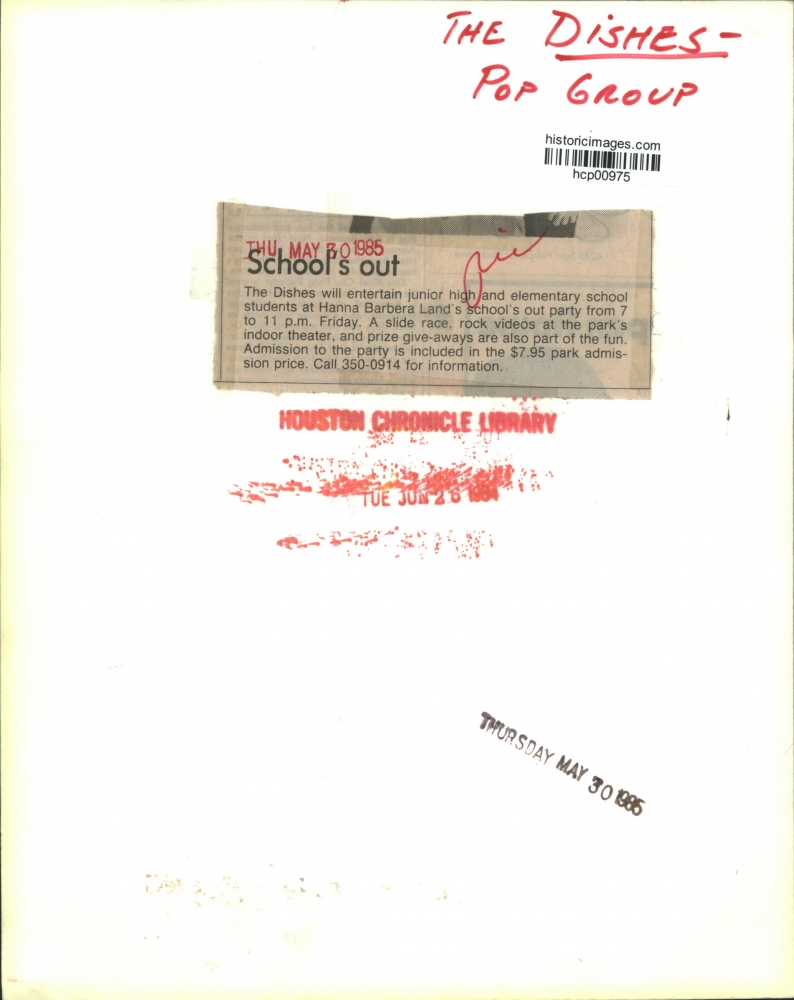 THE DISHES -
POP GROUP
historicimages.com
hcp00975
THU MAY 30 1985
School's out
The Dishes will entertain junior high and elementary school
students at Hanna Barbera Land's school's out party from 7
to 11 p.m. Friday. A slide race, rock videos at the park's
indoor theater, and prize give-aways are also part of the fun.
Admission to the party is included in the $7.95 park admis-
sion price. Call 350-0914 for information.
HOUSTON CHRONICLE LIBRARY
TUE JUN 26 1984
THURSDAY MAY 30 1985